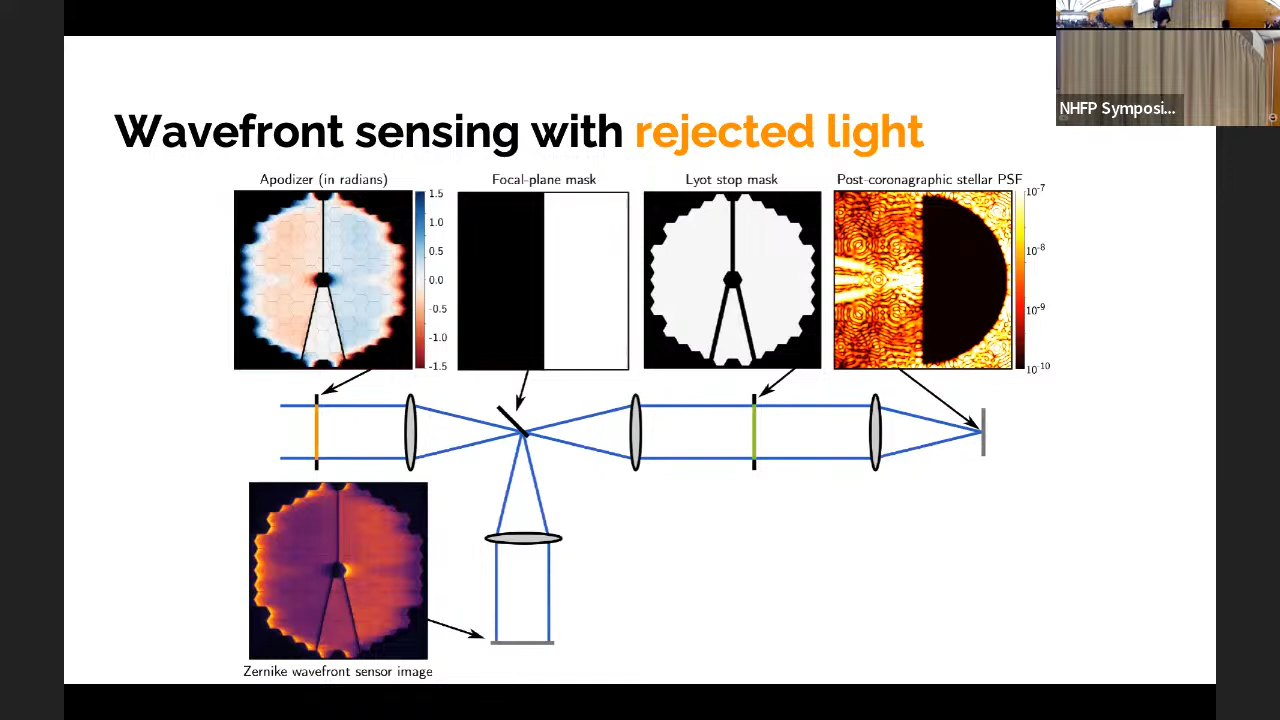 NHFP Symposi...
Wavefront sensing with rejected light
Apodizer (in radians)
Focal-plane mask
Lyot stop mask
Post-coronagraphic stellar PSF
1.5
1.0
0.5
0.0
-0.5
-1.0
-1.5
10-7
10-8
10-9
10-10
Zernike wavefront sensor image